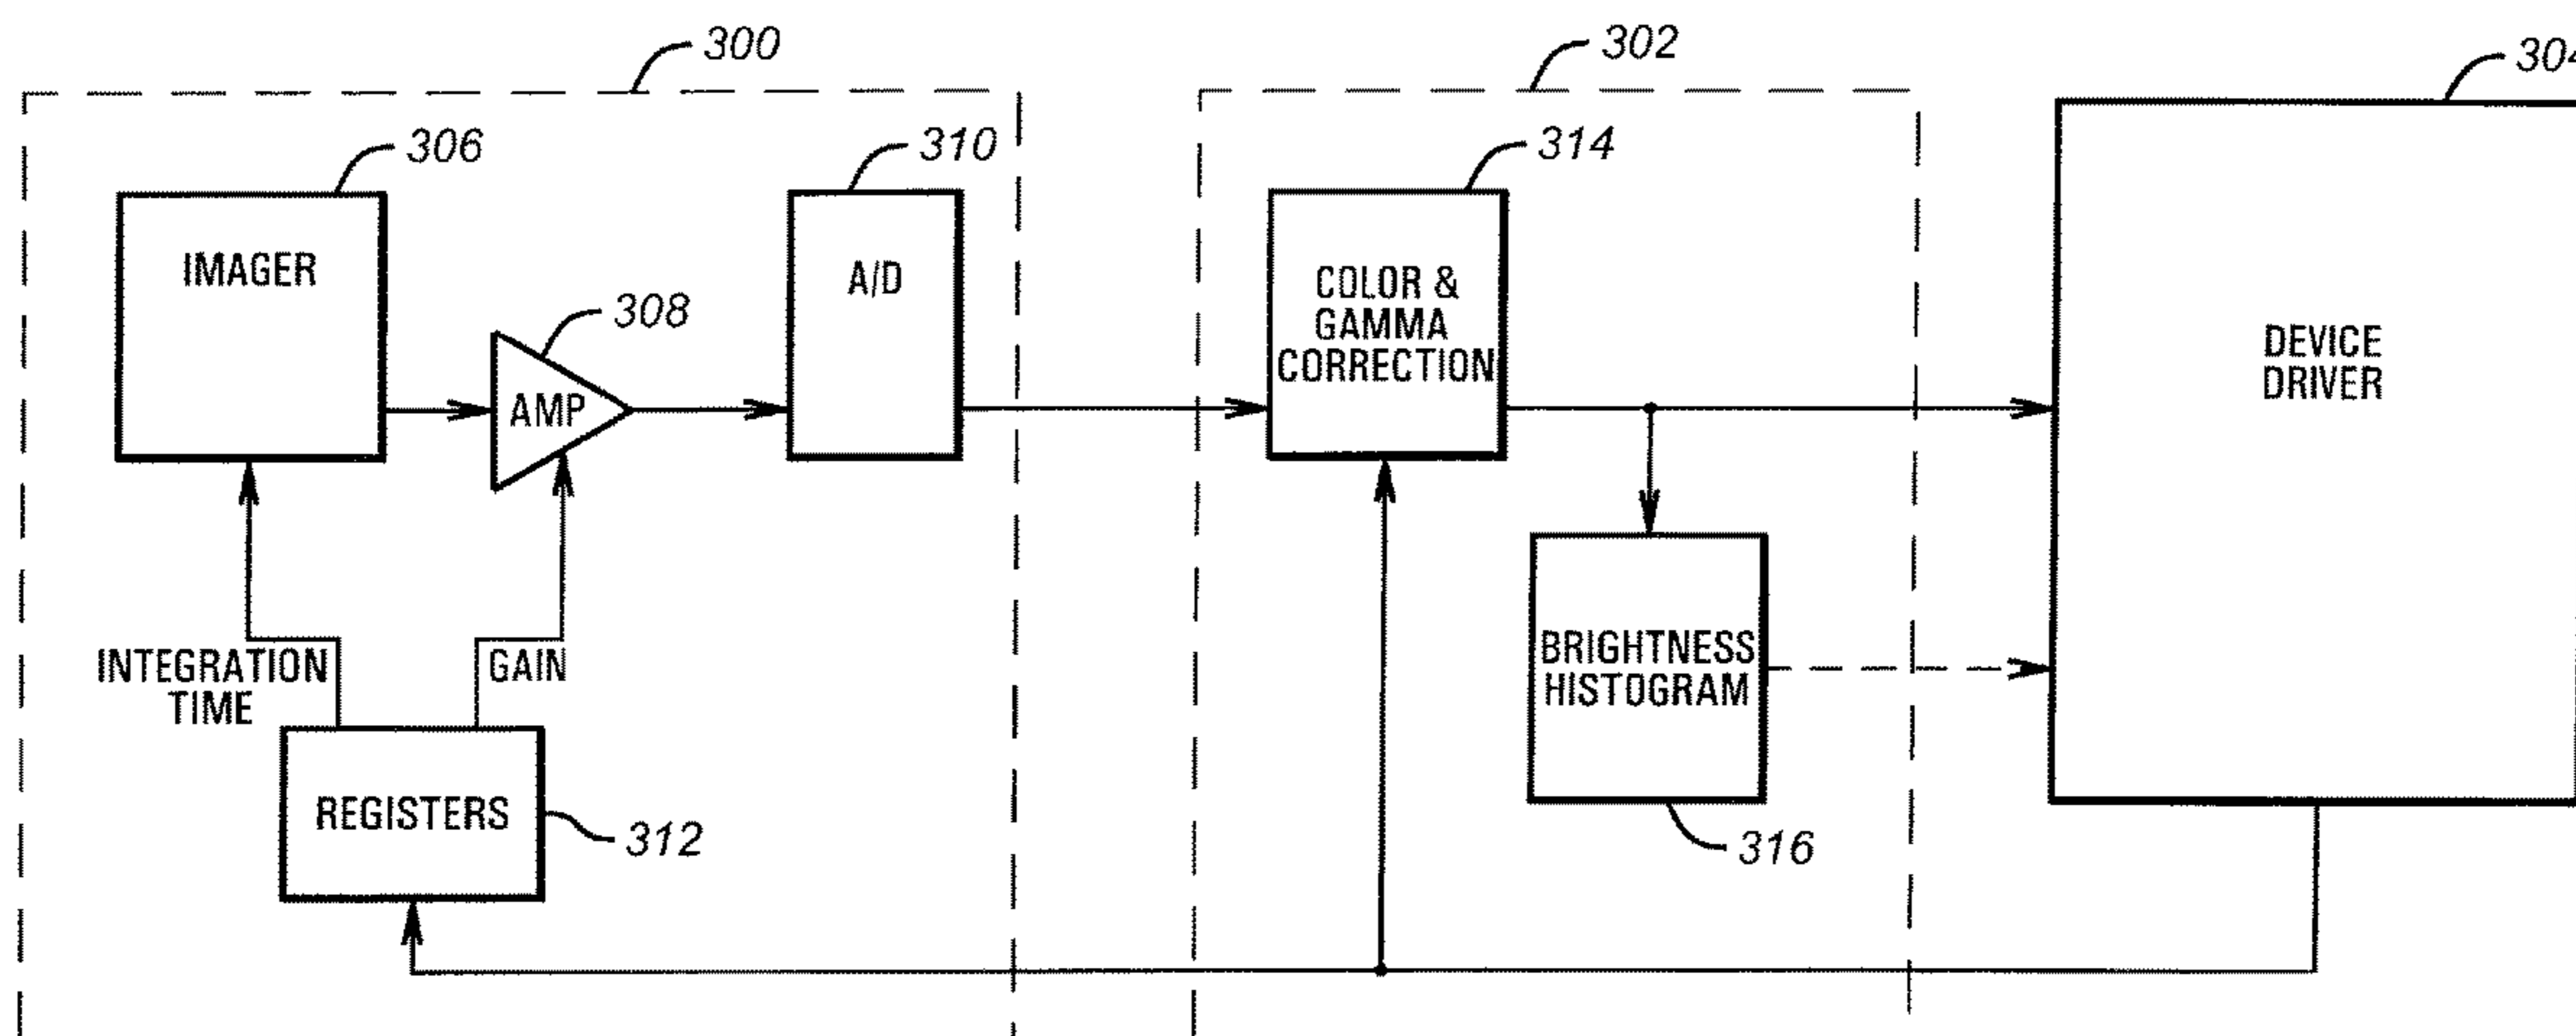 300
302
306
310
314
IMAGER
A/D
COLOR &
GAMMA
CORRECTION
308
AMP
DEVICE
DRIVER
INTEGRATION
TIME
GAIN
BRIGHTNESS
HISTOGRAM
REGISTERS
312
316